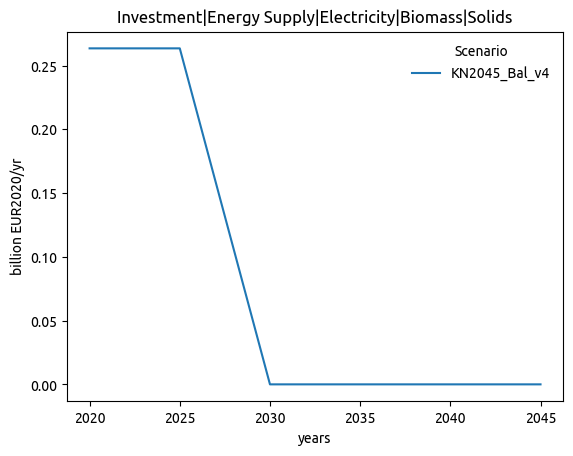 Investment|Energy Supply|Electricity|Biomass|Solids
Scenario
KN2045_Bal_v4
billion EUR2020/yr
0.25
0.20
0.15
0.10
0.05
0.00
2020 2025 2030 2035 2040 2045
years